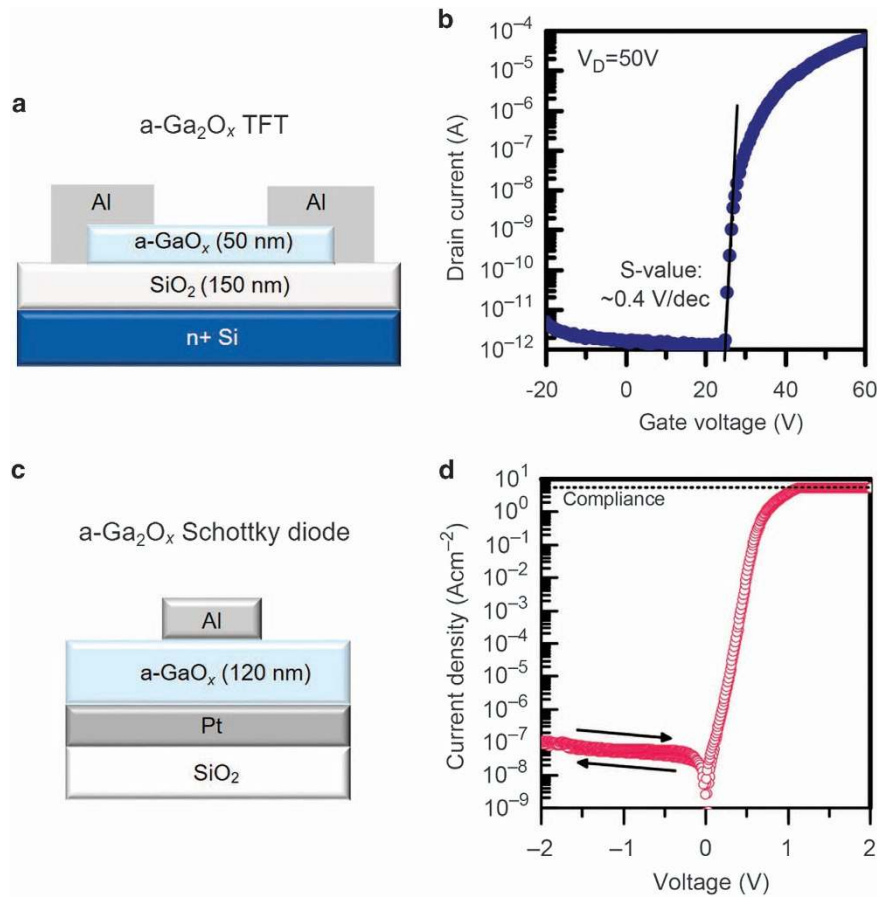 a
a-Ga₂Oₓ TFT
Al
Al
a-GaOₓ (50 nm)
SiO₂ (150 nm)
n+ Si
b
V_D=50V
S-value:
~0.4 V/dec
Drain current (A)
10⁻⁴
10⁻⁵
10⁻⁶
10⁻⁷
10⁻⁸
10⁻⁹
10⁻¹⁰
10⁻¹¹
10⁻¹²
-20 0 20 40 60
Gate voltage (V)
c
a-Ga₂Oₓ Schottky diode
Al
a-GaOₓ (120 nm)
Pt
SiO₂
d
Compliance
Current density (Acm⁻²)
10¹
10⁰
10⁻¹
10⁻²
10⁻³
10⁻⁴
10⁻⁵
10⁻⁶
10⁻⁷
10⁻⁸
10⁻⁹
−2 −1 0 1 2
Voltage (V)